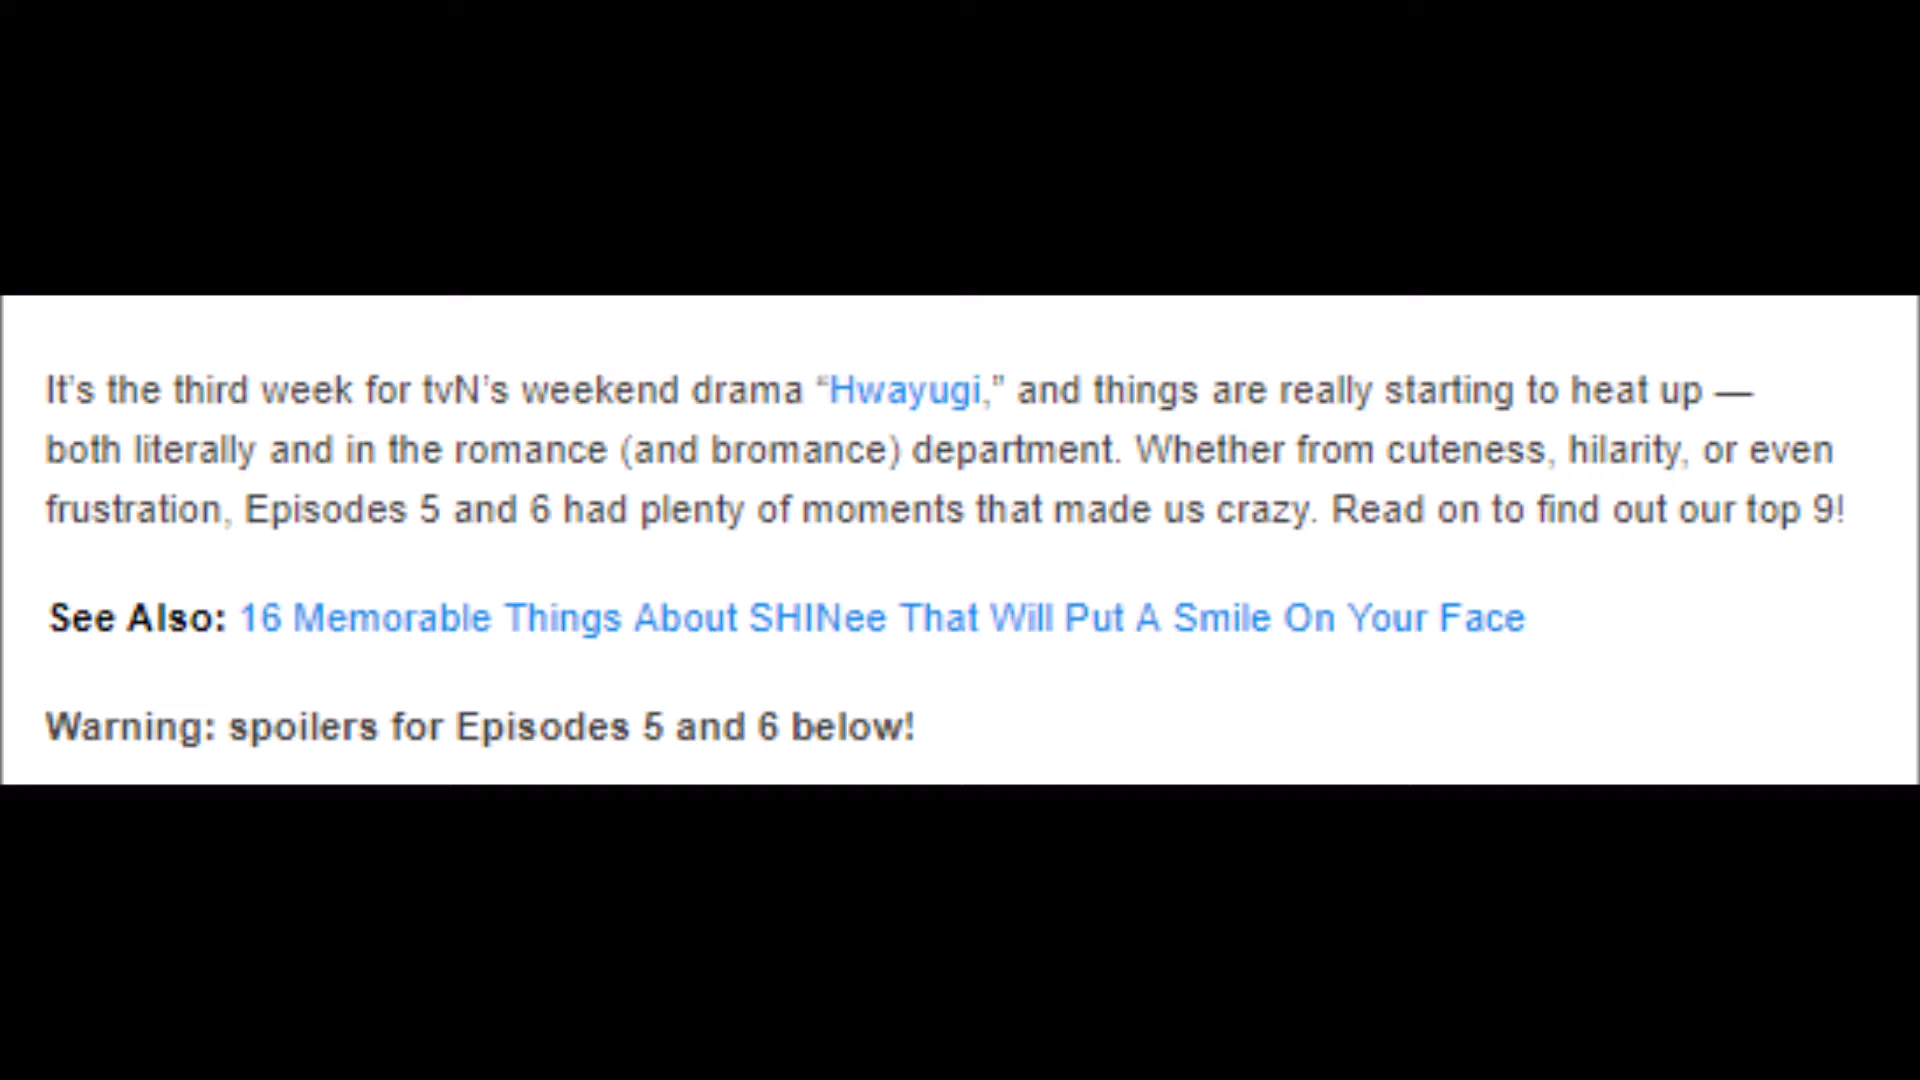 It’s the third week for tvN’s weekend drama “Hwayugi,” and things are really starting to heat up —
both literally and in the romance (and bromance) department. Whether from cuteness, hilarity, or even
frustration, Episodes 5 and 6 had plenty of moments that made us crazy. Read on to find out our top 9!
See Also: 16 Memorable Things About SHINee That Will Put A Smile On Your Face
Warning: spoilers for Episodes 5 and 6 below!